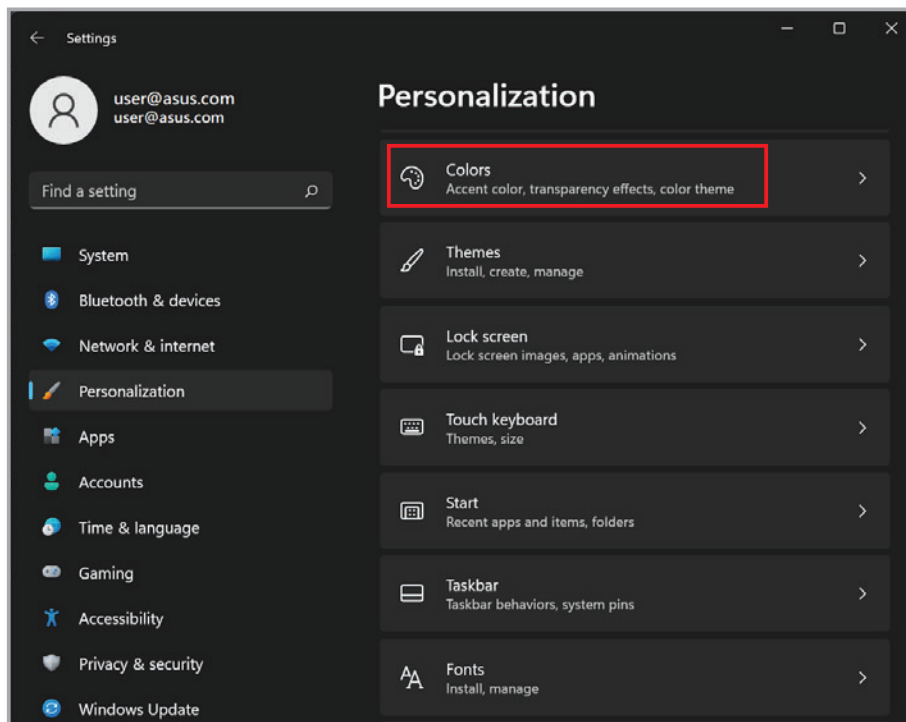 Settings
user@asus.com
user@asus.com
Find a setting
System
Bluetooth & devices
Network & internet
Personalization
Apps
Accounts
Time & language
Gaming
Accessibility
Privacy & security
Windows Update
Personalization
Colors
Accent color, transparency effects, color theme
Themes
Install, create, manage
Lock screen
Lock screen images, apps, animations
Touch keyboard
Themes, size
Start
Recent apps and items, folders
Taskbar
Taskbar behaviors, system pins
Fonts
Install, manage